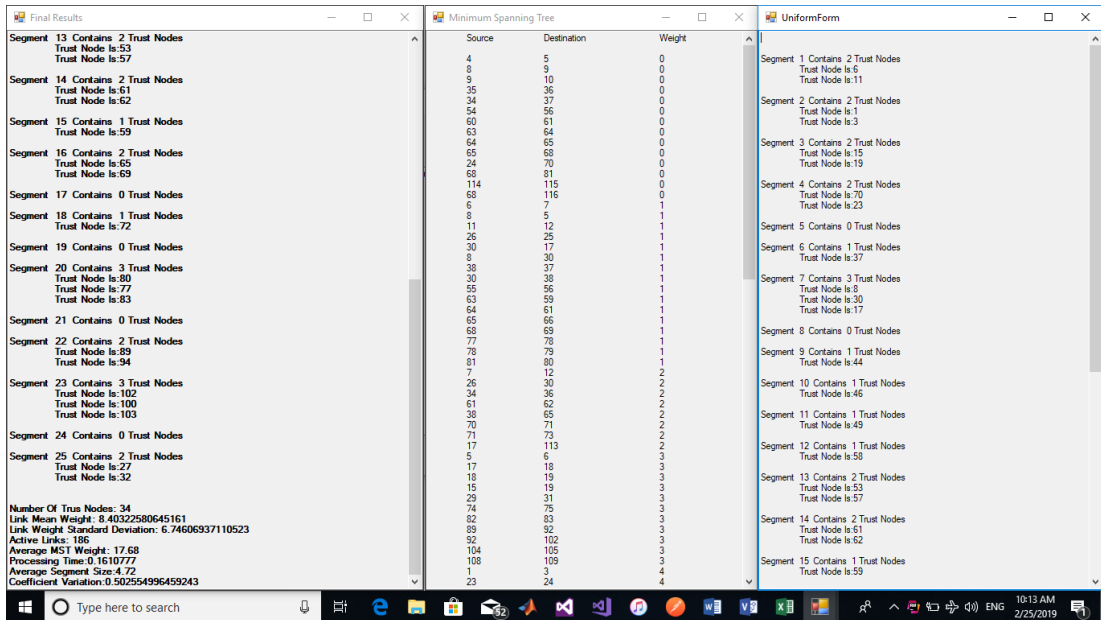 Final Results
Segment 13 Contains 2 Trust Nodes
Trust Node Is:53
Trust Node Is:57
Segment 14 Contains 2 Trust Nodes
Trust Node Is:61
Trust Node Is:62
Segment 15 Contains 1 Trust Nodes
Trust Node Is:59
Segment 16 Contains 2 Trust Nodes
Trust Node Is:65
Trust Node Is:69
Segment 17 Contains 0 Trust Nodes
Segment 18 Contains 1 Trust Nodes
Trust Node Is:72
Segment 19 Contains 0 Trust Nodes
Segment 20 Contains 3 Trust Nodes
Trust Node Is:80
Trust Node Is:77
Trust Node Is:83
Segment 21 Contains 0 Trust Nodes
Segment 22 Contains 2 Trust Nodes
Trust Node Is:89
Trust Node Is:94
Segment 23 Contains 3 Trust Nodes
Trust Node Is:102
Trust Node Is:100
Trust Node Is:103
Segment 24 Contains 0 Trust Nodes
Segment 25 Contains 2 Trust Nodes
Trust Node Is:27
Trust Node Is:32
Number Of Trus Nodes: 34
Link Mean Weight: 8.40322580645161
Link Weight Standard Deviation: 6.74606937110523
Active Links: 186
Average MST Weight: 17.68
Processing Time:0.1610777
Average Segment Size:4.72
Coefficient Variation:0.502554996459243
Minimum Spanning Tree
Source Destination Weight
4 5 0
8 9 0
9 10 0
35 36 0
34 37 0
54 56 0
60 61 0
63 64 0
64 65 0
65 68 0
24 70 0
68 81 0
114 115 0
68 116 0
6 7 1
8 5 1
11 12 1
26 25 1
30 17 1
8 30 1
38 37 1
30 38 1
55 56 1
63 59 1
64 61 1
65 66 1
68 69 1
77 78 1
78 79 1
81 80 1
7 12 2
26 30 2
34 36 2
61 62 2
38 65 2
70 71 2
71 73 2
17 113 2
5 6 3
17 18 3
18 19 3
15 19 3
29 31 3
74 75 3
82 83 3
89 92 3
92 102 3
104 105 3
108 109 3
1 3 4
23 24 4
UniformForm
Segment 1 Contains 2 Trust Nodes
Trust Node Is:6
Trust Node Is:11
Segment 2 Contains 2 Trust Nodes
Trust Node Is:1
Trust Node Is:3
Segment 3 Contains 2 Trust Nodes
Trust Node Is:15
Trust Node Is:19
Segment 4 Contains 2 Trust Nodes
Trust Node Is:70
Trust Node Is:23
Segment 5 Contains 0 Trust Nodes
Segment 6 Contains 1 Trust Nodes
Trust Node Is:37
Segment 7 Contains 3 Trust Nodes
Trust Node Is:8
Trust Node Is:30
Trust Node Is:17
Segment 8 Contains 0 Trust Nodes
Segment 9 Contains 1 Trust Nodes
Trust Node Is:44
Segment 10 Contains 1 Trust Nodes
Trust Node Is:46
Segment 11 Contains 1 Trust Nodes
Trust Node Is:49
Segment 12 Contains 1 Trust Nodes
Trust Node Is:58
Segment 13 Contains 2 Trust Nodes
Trust Node Is:53
Trust Node Is:57
Segment 14 Contains 2 Trust Nodes
Trust Node Is:61
Trust Node Is:62
Segment 15 Contains 1 Trust Nodes
Trust Node Is:59
Type here to search
52
ENG
10:13 AM
2/25/2019
1